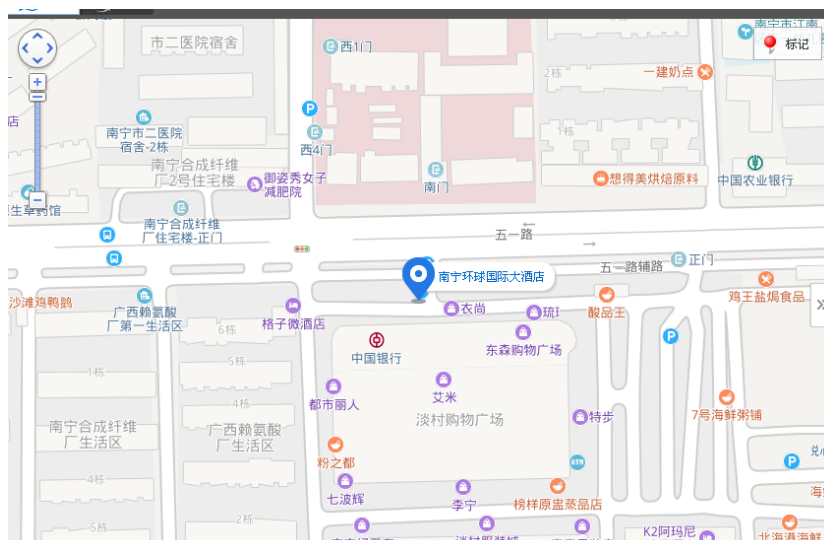 南宁市江南
标记
市二医院宿舍
西1门
2栋
一建奶点
店
南宁市二医院
宿舍-2栋
西4门
1栋
南宁合成纤维
厂2号住宅楼
御姿秀女子
减肥院
南门
想得美烘焙原料
中国农业银行
生草药馆
南宁合成纤维
厂住宅楼-正门
五一路
正门
五一路辅路
南宁环球国际大酒店
沙滩鸡鸭鹅
广西赖氨酸
厂第一生活区
格子微酒店
衣尚
酸品王
鸡王盐焗食品
6栋
中国银行
东森购物广场
1栋
5栋
都市丽人
艾米
4栋
淡村购物广场
特步
7号海鲜粥铺
南宁合成纤维
厂生活区
广西赖氨酸
厂生活区
粉之都
ATM
4栋
七波辉
李宁
榜样原盅蒸品店
5栋
2栋
K2阿玛尼
北海港海鲜